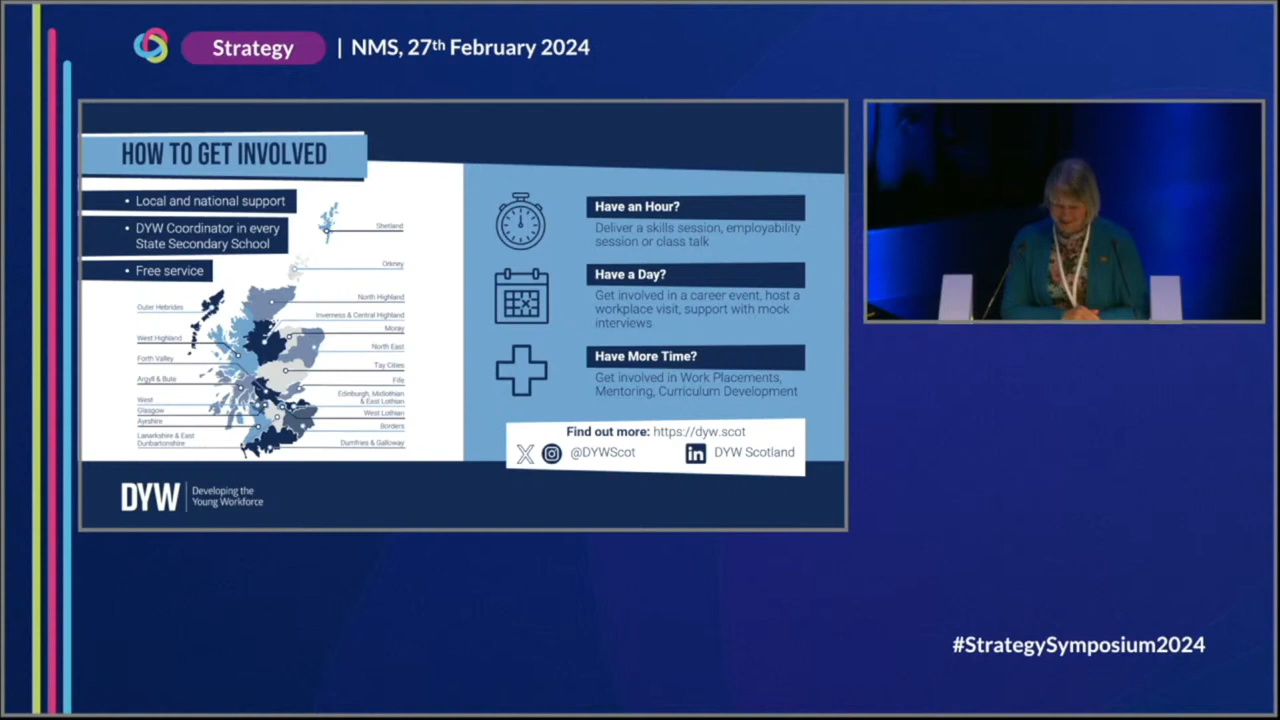 Strategy | NMS, 27th February 2024
HOW TO GET INVOLVED
• Local and national support
• DYW Coordinator in every
State Secondary School
• Free service
Shetland
Orkney
Outer Hebrides
North Highland
Inverness & Central Highland
Moray
West Highland
North East
Forth Valley
Tay Cities
Argyll & Bute
Fife
West
Edinburgh, Midlothian
& East Lothian
Glasgow
West Lothian
Ayrshire
Borders
Lanarkshire & East
Dunbartonshire
Dumfries & Galloway
Have an Hour?
Deliver a skills session, employability
session or class talk
Have a Day?
Get involved in a career event, host a
workplace visit, support with mock
interviews
Have More Time?
Get involved in Work Placements,
Mentoring, Curriculum Development
Find out more: https://dyw.scot
@DYWScot
in DYW Scotland
DYW Developing the
Young Workforce
#StrategySymposium2024